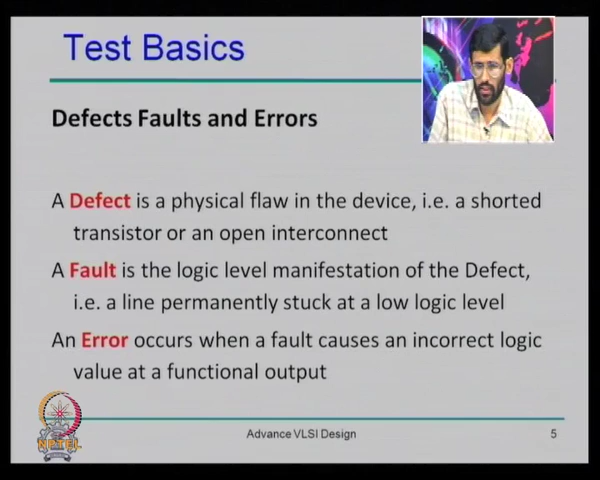 Test Basics
Defects Faults and Errors
A Defect is a physical flaw in the device, i.e. a shorted
transistor or an open interconnect
A Fault is the logic level manifestation of the Defect,
i.e. a line permanently stuck at a low logic level
An Error occurs when a fault causes an incorrect logic
value at a functional output
NPTEL
Advance VLSI Design
5